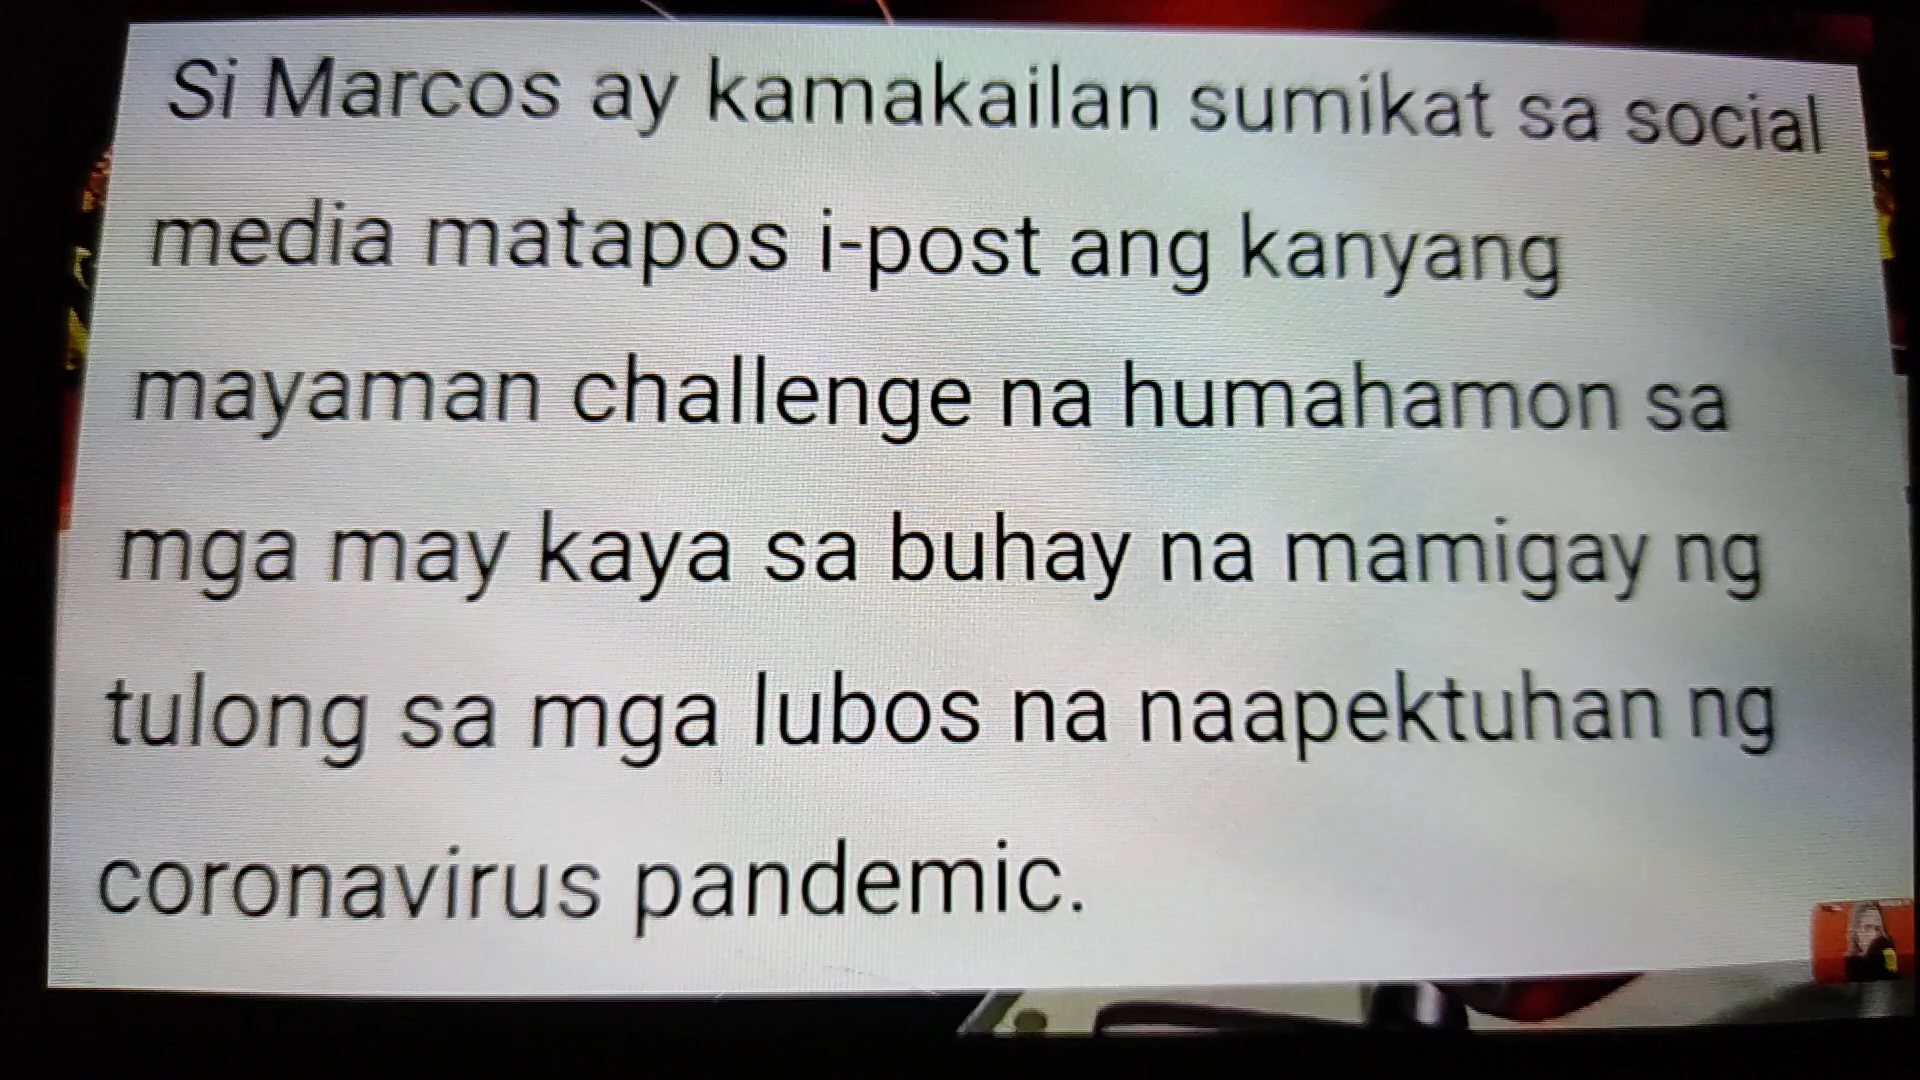 Si Marcos ay kamakailan sumikat sa social
media matapos i-post ang kanyang
mayaman challenge na humahamon sa
mga may kaya sa buhay na mamigay ng
tulong sa mga lubos na naapektuhan ng
coronavirus pandemic.